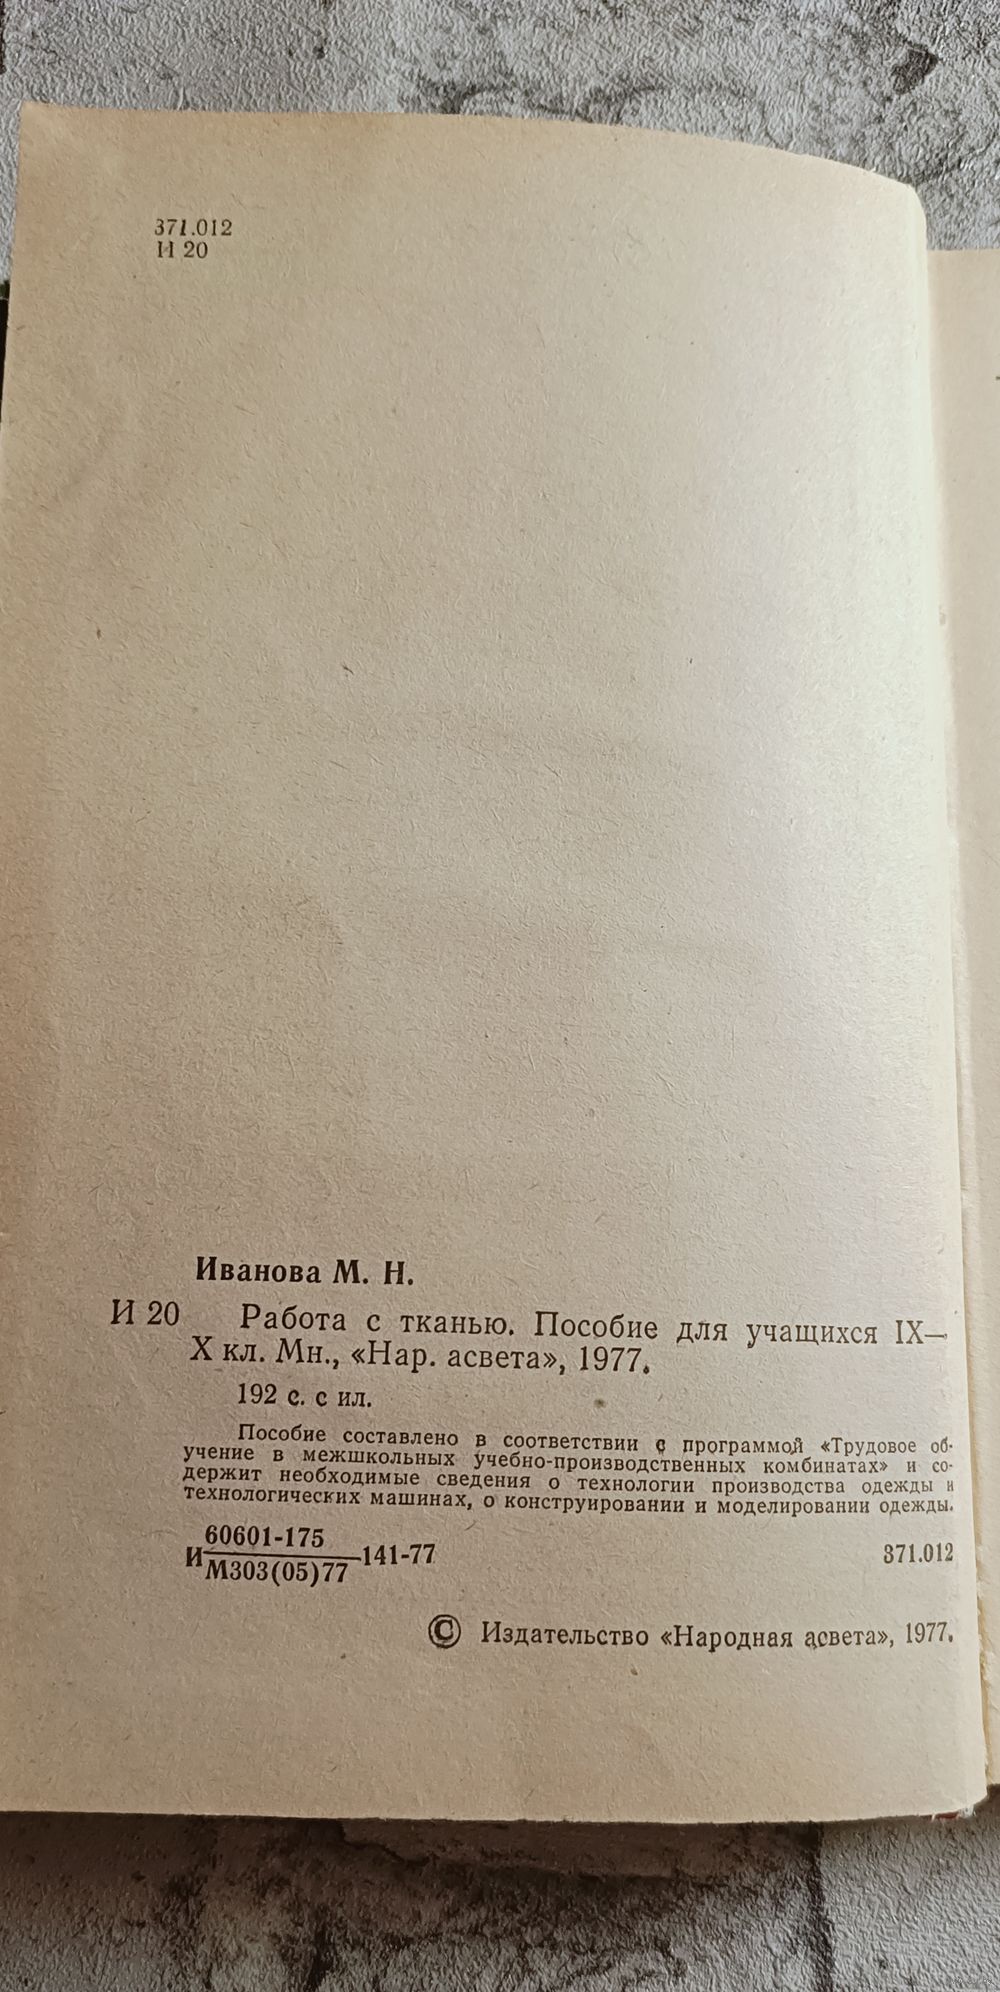 371.012
И 20
Иванова М. Н.
И 20 Работа с тканью. Пособие для учащихся IX—
X кл. Мн., «Нар. асвета», 1977.
192 с. с ил.
Пособие составлено в соответствии с программой «Трудовое об-
учение в межшкольных учебно-производственных комбинатах» и со-
держит необходимые сведения о технологии производства одежды и
технологических машинах, о конструировании и моделировании одежды.
60601-175
И 141-77 371.012
М303(05)77
© Издательство «Народная асвета», 1977.